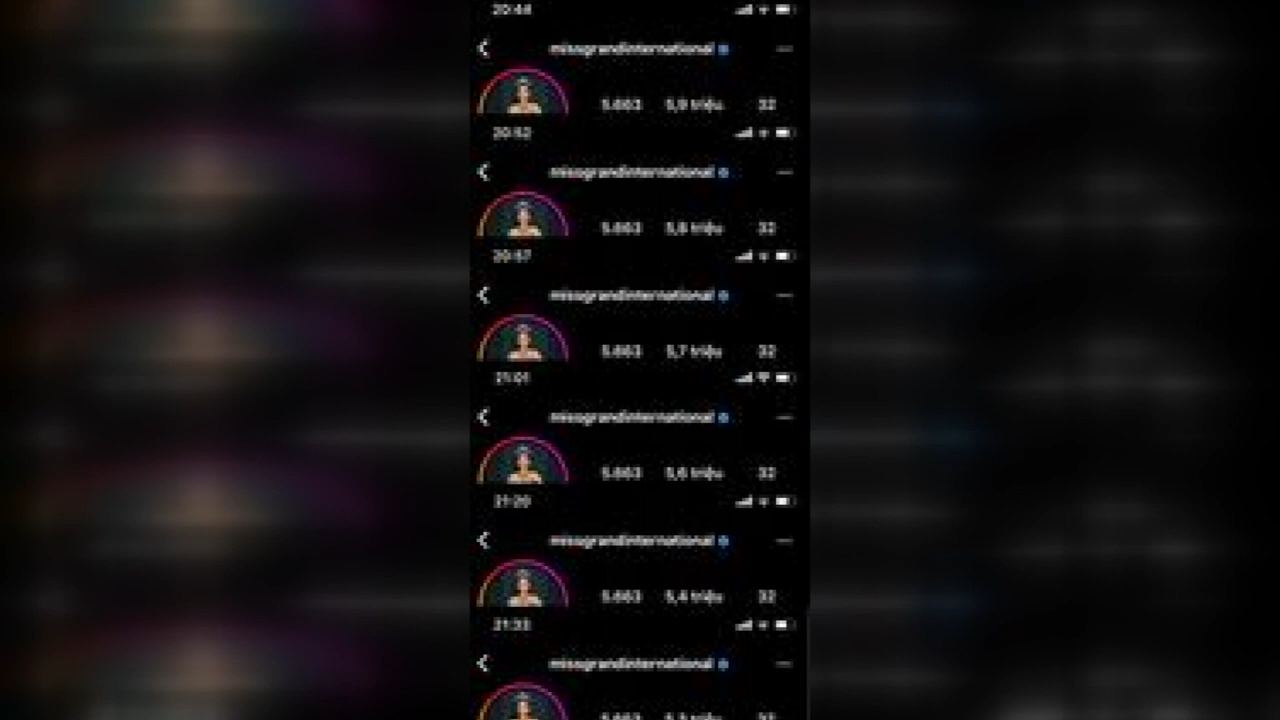 20:44
missgrandinternational
5.663 5,9 triệu 32
20:52
missgrandinternational
5.663 5,8 triệu 32
20:57
missgrandinternational
5.663 5,7 triệu 32
21:01
missgrandinternational
5.663 5,6 triệu 32
21:20
missgrandinternational
5.663 5,4 triệu 32
21:33
missgrandinternational